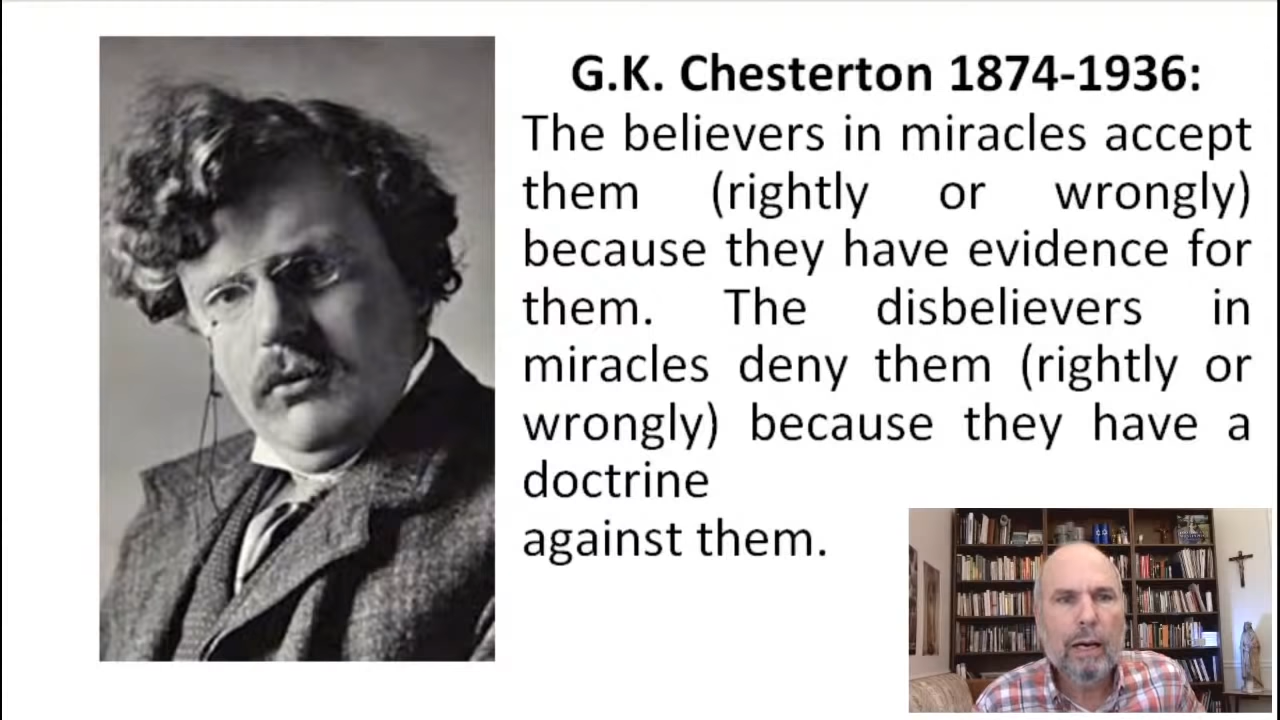 G.K. Chesterton 1874-1936:
The believers in miracles accept
them (rightly or wrongly)
because they have evidence for
them. The disbelievers in
miracles deny them (rightly or
wrongly) because they have a
doctrine
against them.